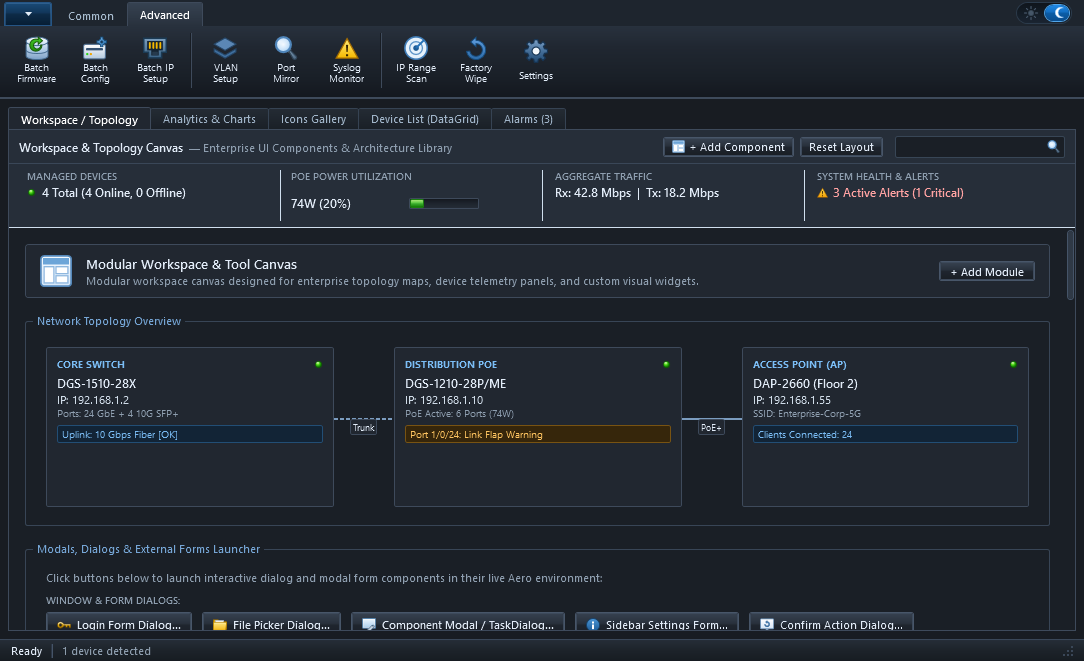 Common
Advanced
Batch Firmware
Batch Config
Batch IP Setup
VLAN Setup
Port Mirror
Syslog Monitor
IP Range Scan
Factory Wipe
Settings
Workspace / Topology
Analytics & Charts
Icons Gallery
Device List (DataGrid)
Alarms (3)
Workspace & Topology Canvas — Enterprise UI Components & Architecture Library
+ Add Component
Reset Layout
MANAGED DEVICES
4 Total (4 Online, 0 Offline)
POE POWER UTILIZATION
74W (20%)
AGGREGATE TRAFFIC
Rx: 42.8 Mbps | Tx: 18.2 Mbps
SYSTEM HEALTH & ALERTS
3 Active Alerts (1 Critical)
Modular Workspace & Tool Canvas
Modular workspace canvas designed for enterprise topology maps, device telemetry panels, and custom visual widgets.
+ Add Module
Network Topology Overview
CORE SWITCH
DGS-1510-28X
IP: 192.168.1.2
Ports: 24 GbE + 4 10G SFP+
Uplink: 10 Gbps Fiber [OK]
Trunk
DISTRIBUTION POE
DGS-1210-28P/ME
IP: 192.168.1.10
PoE Active: 6 Ports (74W)
Port 1/0/24: Link Flap Warning
PoE+
ACCESS POINT (AP)
DAP-2660 (Floor 2)
IP: 192.168.1.55
SSID: Enterprise-Corp-5G
Clients Connected: 24
Modals, Dialogs & External Forms Launcher
Click buttons below to launch interactive dialog and modal form components in their live Aero environment:
WINDOW & FORM DIALOGS:
Login Form Dialog...
File Picker Dialog...
Component Modal / TaskDialog...
Sidebar Settings Form...
Confirm Action Dialog...
Ready
1 device detected